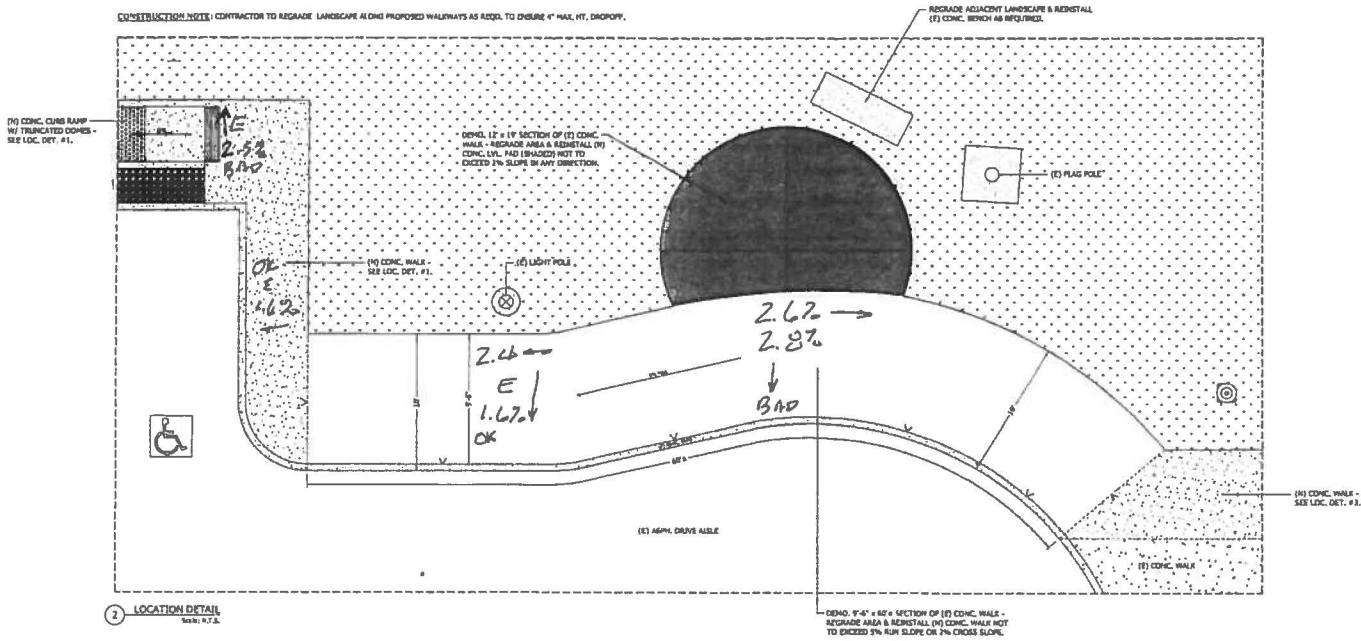 CONSTRUCTION NOTE: CONTRACTOR TO REGRADE LANDSCAPE ALONG PROPOSED WALKWAYS AS REQD. TO ENSURE 4" MAX. HT. DROPOFF.
REGRADE ADJACENT LANDSCAPE & REINSTALL
(E) CONC. BENCH AS REQUIRED.
(N) CONC. CURB RAMP
W/ TRUNCATED DOMES -
SEE LOC. DET. #1.
E
2.5%
BAD
DEMO. 12' x 19' SECTION OF (E) CONC.
WALK - REGRADE AREA & REINSTALL (N)
CONC. LVL. PAD (SHADED) NOT TO
EXCEED 2% SLOPE IN ANY DIRECTION.
(E) FLAG POLE
(N) CONC. WALK -
SEE LOC. DET. #1.
(E) LIGHT POLE
OK
E
1.6%
2.6%
2.8%
BAD
E
1.6%
OK
10'
9'-6"
60'±
(N) CONC. WALK -
SEE LOC. DET. #3.
(E) ASPH. DRIVE AISLE
(E) CONC. WALK
2 LOCATION DETAIL
Scale: N.T.S.
DEMO. 9'-6" x 60'± SECTION OF (E) CONC. WALK -
REGRADE AREA & REINSTALL (N) CONC. WALK NOT
TO EXCEED 5% RUN SLOPE OR 2% CROSS SLOPE.